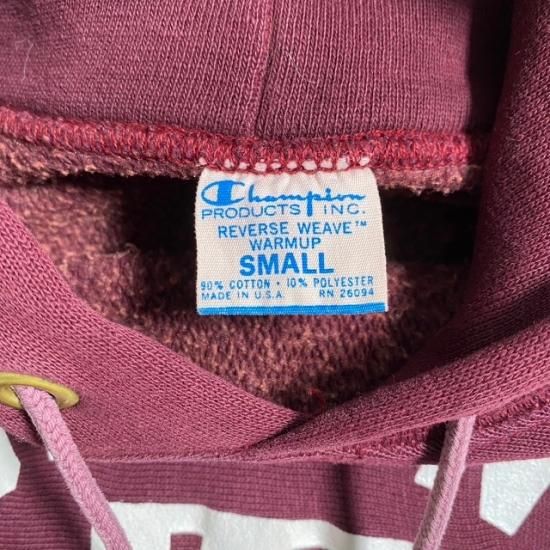 Champion
PRODUCTS INC.
REVERSE WEAVE™
WARMUP
SMALL
90% COTTON • 10% POLYESTER
MADE IN U.S.A. RN 26094